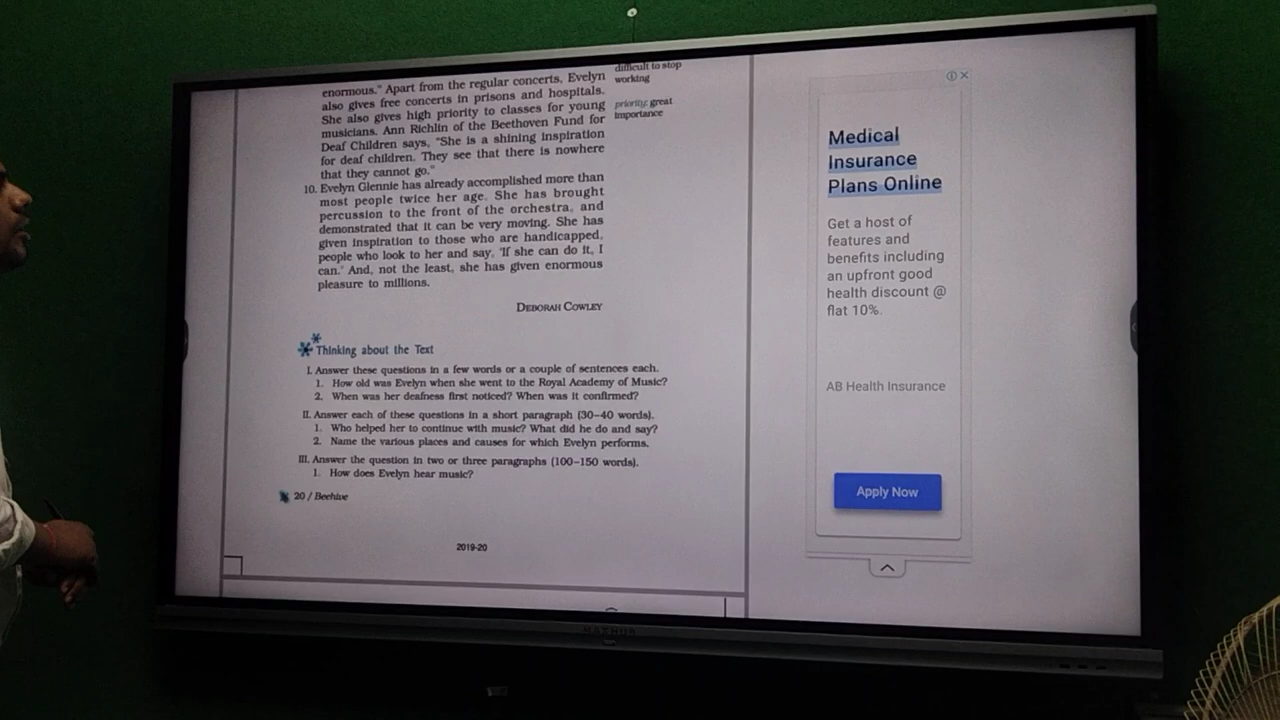 enormous." Apart from the regular concerts, Evelyn
also gives free concerts in prisons and hospitals.
She also gives high priority to classes for young
musicians. Ann Richlin of the Beethoven Fund for
Deaf Children says, "She is a shining inspiration
for deaf children. They see that there is nowhere
that they cannot go."
difficult to stop
working
priority: great
importance
10. Evelyn Glennie has already accomplished more than
most people twice her age. She has brought
percussion to the front of the orchestra, and
demonstrated that it can be very moving. She has
given inspiration to those who are handicapped,
people who look to her and say, 'If she can do it, I
can.' And, not the least, she has given enormous
pleasure to millions.
DEBORAH COWLEY
Thinking about the Text
I. Answer these questions in a few words or a couple of sentences each.
1. How old was Evelyn when she went to the Royal Academy of Music?
2. When was her deafness first noticed? When was it confirmed?
II. Answer each of these questions in a short paragraph (30–40 words).
1. Who helped her to continue with music? What did he do and say?
2. Name the various places and causes for which Evelyn performs.
III. Answer the question in two or three paragraphs (100–150 words).
1. How does Evelyn hear music?
20 / Beehive
2019-20
Medical
Insurance
Plans Online
Get a host of
features and
benefits including
an upfront good
health discount @
flat 10%.
AB Health Insurance
Apply Now